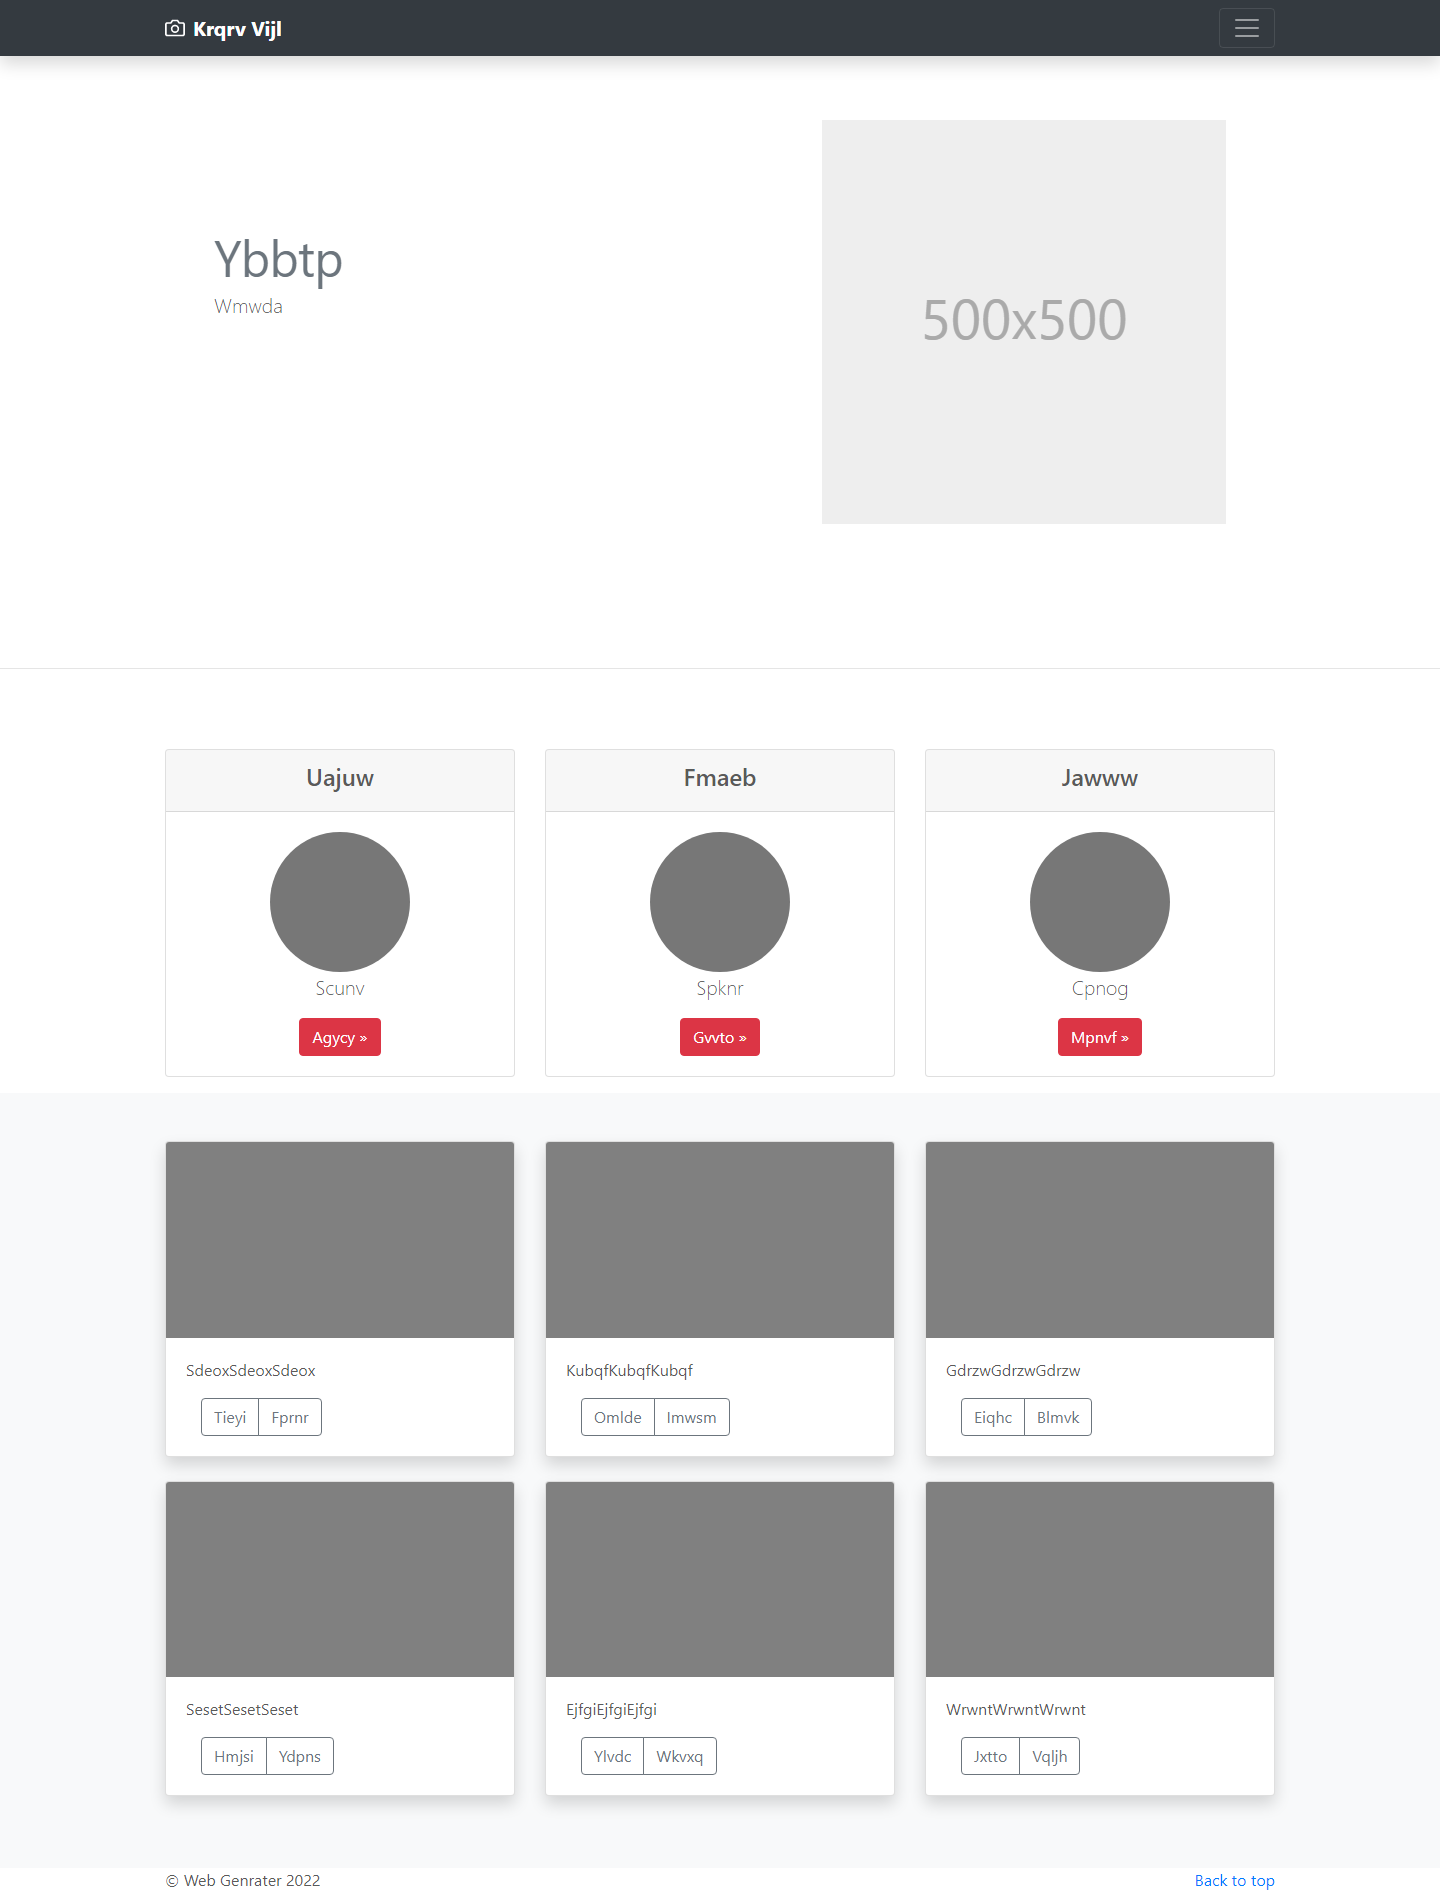 Krqrv Vijl
Ybbtp
Wmwda
500x500
Uajuw
Scunv
Agycy »
Fmaeb
Spknr
Gvvto »
Jawww
Cpnog
Mpnvf »
SdeoxSdeoxSdeox
Tieyi Fprnr
KubqfKubqfKubqf
Omlde Imwsm
GdrzwGdrzwGdrzw
Eiqhc Blmvk
SesetSesetSeset
Hmjsi Ydpns
EjfgiEjfgiEjfgi
Ylvdc Wkvxq
WrwntWrwntWrwnt
Jxtto Vqljh
© Web Genrater 2022
Back to top